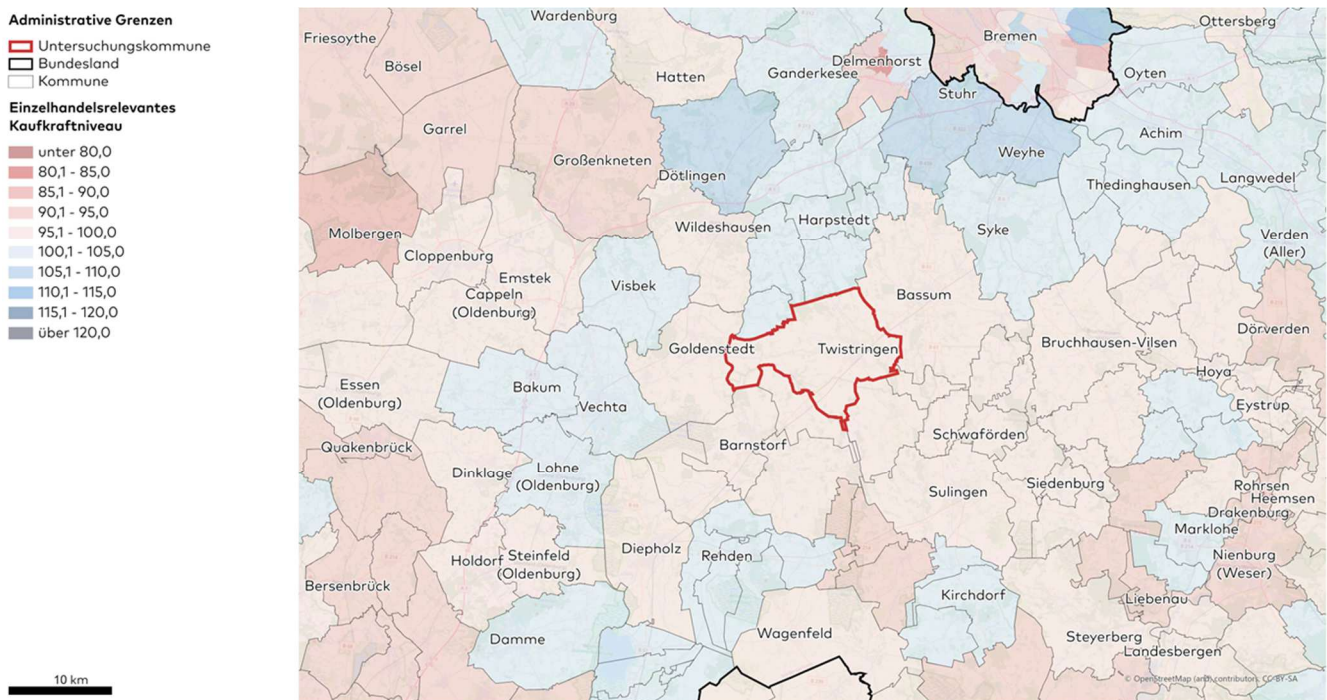 Administrative Grenzen
Untersuchungskommune
Bundesland
Kommune
Einzelhandelsrelevantes
Kaufkraftniveau
unter 80,0
80,1 - 85,0
85,1 - 90,0
90,1 - 95,0
95,1 - 100,0
100,1 - 105,0
105,1 - 110,0
110,1 - 115,0
115,1 - 120,0
über 120,0
10 km
Wardenburg
Ottersberg
Friesoythe
Bremen
Bösel
Delmenhorst
Hatten
Ganderkesee
Oyten
Stuhr
Garrel
Achim
Großenkneten
Weyhe
Dötlingen
Thedinghausen
Langwedel
Harpstedt
Wildeshausen
Molbergen
Syke
Verden
(Aller)
Cloppenburg
Emstek
Visbek
Cappeln
(Oldenburg)
Bassum
Dörverden
Goldenstedt
Twistringen
Bruchhausen-Vilsen
Hoya
Essen
(Oldenburg)
Bakum
Vechta
Eystrup
Quakenbrück
Barnstorf
Schwaförden
Dinklage
Lohne
(Oldenburg)
Siedenburg
Sulingen
Rohrsen
Heemsen
Drakenburg
Marklohe
Diepholz
Rehden
Holdorf
Steinfeld
(Oldenburg)
Nienburg
(Weser)
Bersenbrück
Kirchdorf
Liebenau
Damme
Wagenfeld
Steyerberg
Landesbergen
© OpenStreetMap (and) contributors, CC-BY-SA